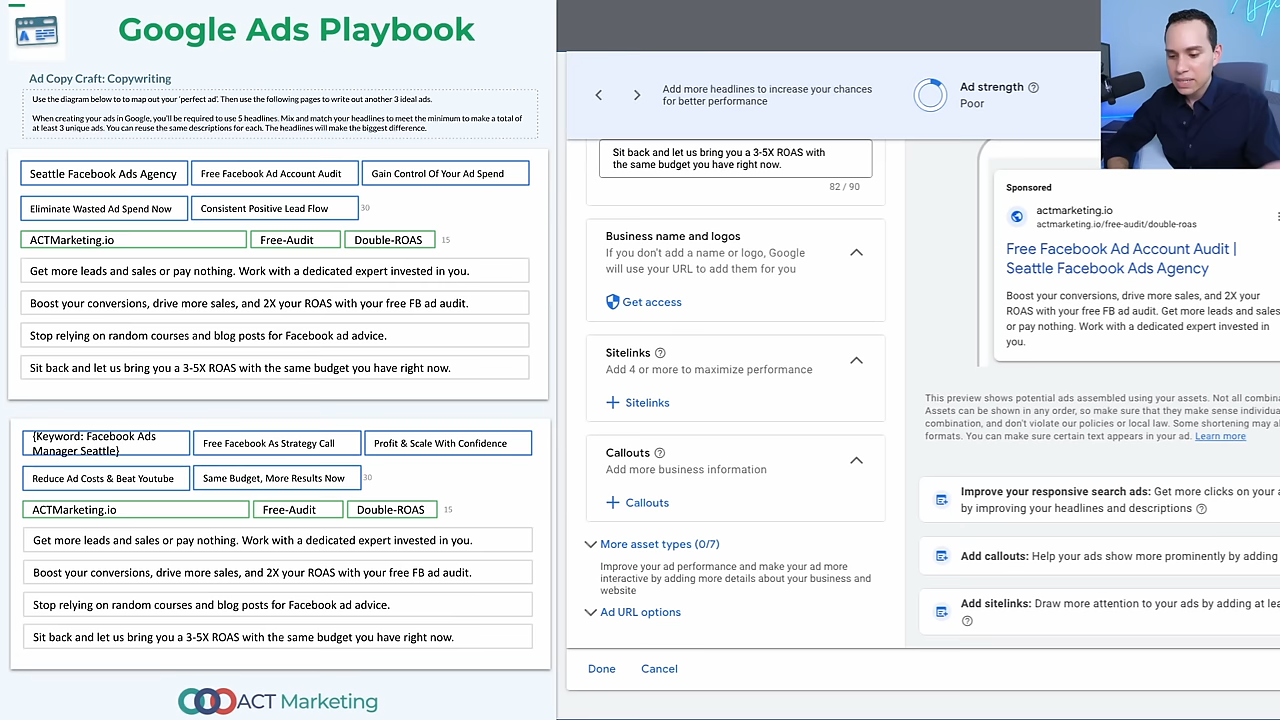 Google Ads Playbook
Ad Copy Craft: Copywriting
Use the diagram below to to map out your 'perfect ad'. Then use the following pages to write out another 3 ideal ads.
When creating your ads in Google, you'll be required to use 5 headlines. Mix and match your headlines to meet the minimum to make a total of
at least 3 unique ads. You can reuse the same descriptions for each. The headlines will make the biggest difference.
Seattle Facebook Ads Agency
Free Facebook Ad Account Audit
Gain Control Of Your Ad Spend
Eliminate Wasted Ad Spend Now
Consistent Positive Lead Flow
30
ACTMarketing.io
Free-Audit
Double-ROAS
15
Get more leads and sales or pay nothing. Work with a dedicated expert invested in you.
Boost your conversions, drive more sales, and 2X your ROAS with your free FB ad audit.
Stop relying on random courses and blog posts for Facebook ad advice.
Sit back and let us bring you a 3-5X ROAS with the same budget you have right now.
{Keyword: Facebook Ads
Manager Seattle}
Free Facebook As Strategy Call
Profit & Scale With Confidence
Reduce Ad Costs & Beat Youtube
Same Budget, More Results Now
30
ACTMarketing.io
Free-Audit
Double-ROAS
15
Get more leads and sales or pay nothing. Work with a dedicated expert invested in you.
Boost your conversions, drive more sales, and 2X your ROAS with your free FB ad audit.
Stop relying on random courses and blog posts for Facebook ad advice.
Sit back and let us bring you a 3-5X ROAS with the same budget you have right now.
ACT Marketing
Add more headlines to increase your chances
for better performance
Ad strength
Poor
Sit back and let us bring you a 3-5X ROAS with
the same budget you have right now.
82 / 90
Business name and logos
If you don't add a name or logo, Google
will use your URL to add them for you
Get access
Sitelinks
Add 4 or more to maximize performance
+ Sitelinks
Callouts
Add more business information
+ Callouts
More asset types (0/7)
Improve your ad performance and make your ad more
interactive by adding more details about your business and
website
Ad URL options
Done
Cancel
Sponsored
actmarketing.io
actmarketing.io/free-audit/double-roas
Free Facebook Ad Account Audit |
Seattle Facebook Ads Agency
Boost your conversions, drive more sales, and 2X your
ROAS with your free FB ad audit. Get more leads and sales
or pay nothing. Work with a dedicated expert invested in
you.
This preview shows potential ads assembled using your assets. Not all combina
Assets can be shown in any order, so make sure that they make sense individua
combination, and don't violate our policies or local law. Some shortening may al
formats. You can make sure certain text appears in your ad. Learn more
Improve your responsive search ads: Get more clicks on your a
by improving your headlines and descriptions
Add callouts: Help your ads show more prominently by adding
Add sitelinks: Draw more attention to your ads by adding at lea